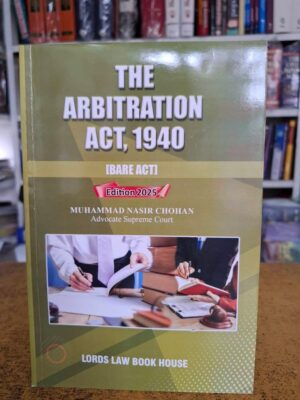 THE
ARBITRATION
ACT, 1940
[BARE ACT]
Edition 2025
MUHAMMAD NASIR CHOHAN
Advocate Supreme Court
LORDS LAW BOOK HOUSE